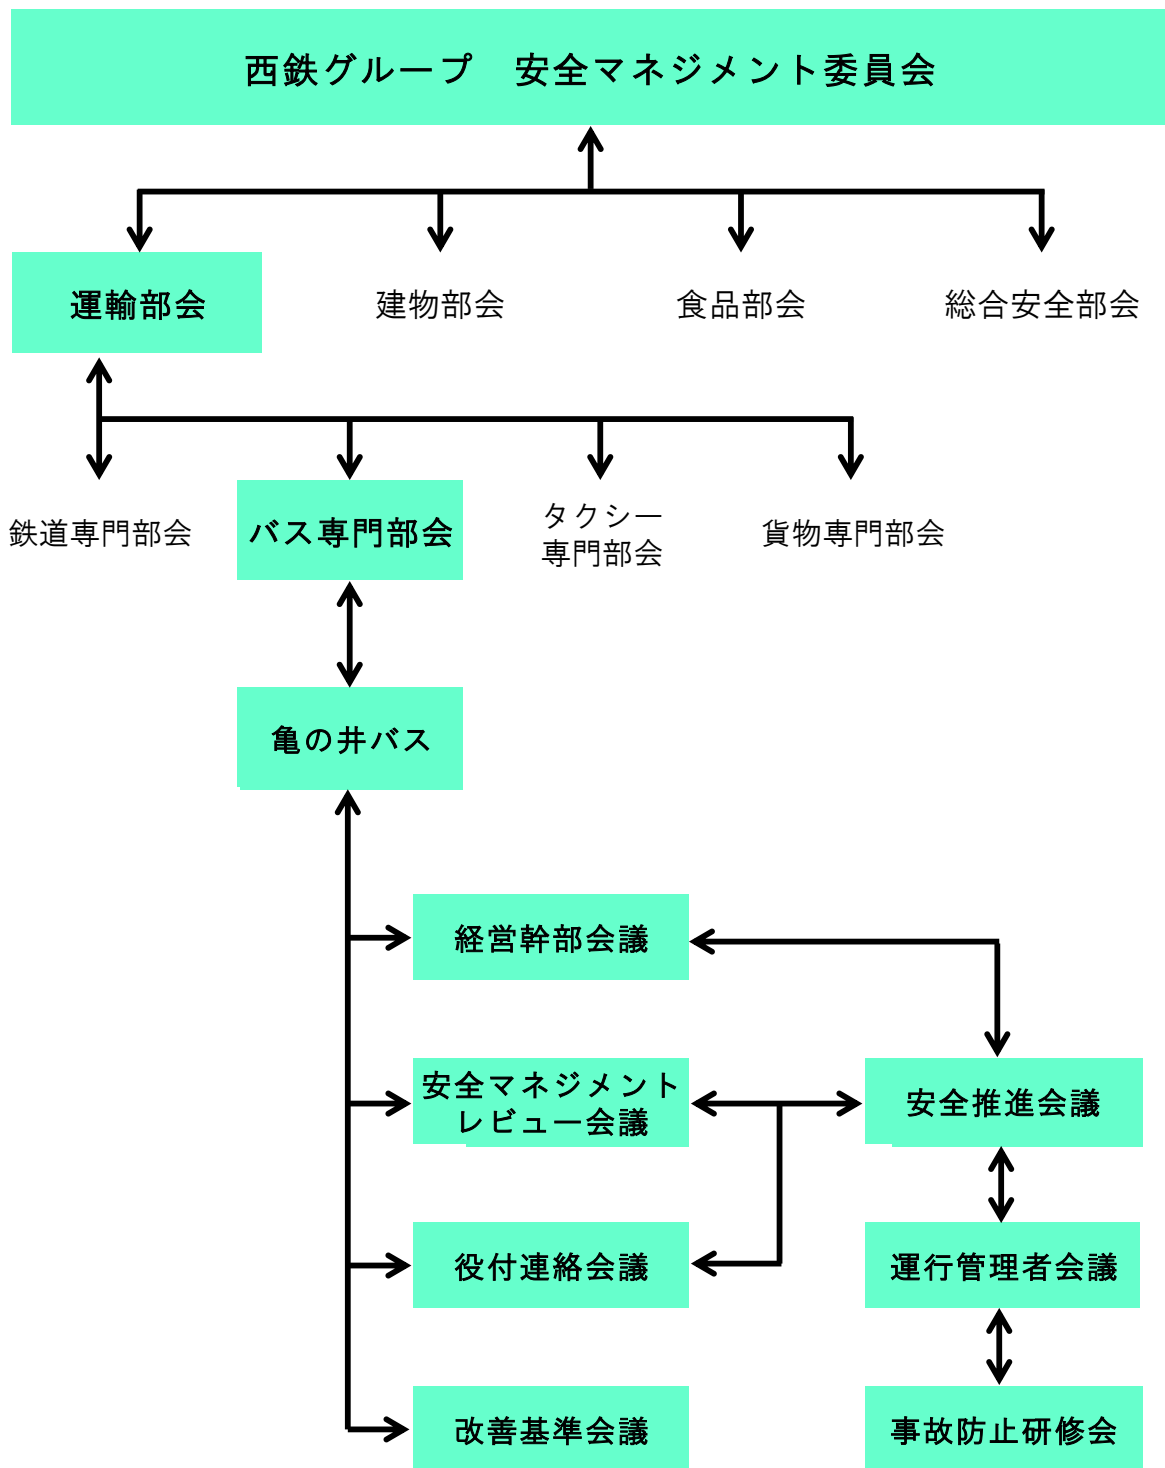 西鉄グループ　安全マネジメント委員会
運輸部会
建物部会
食品部会
総合安全部会
鉄道専門部会
バス専門部会
タクシー
専門部会
貨物専門部会
亀の井バス
経営幹部会議
安全マネジメント
レビュー会議
安全推進会議
役付連絡会議
運行管理者会議
改善基準会議
事故防止研修会